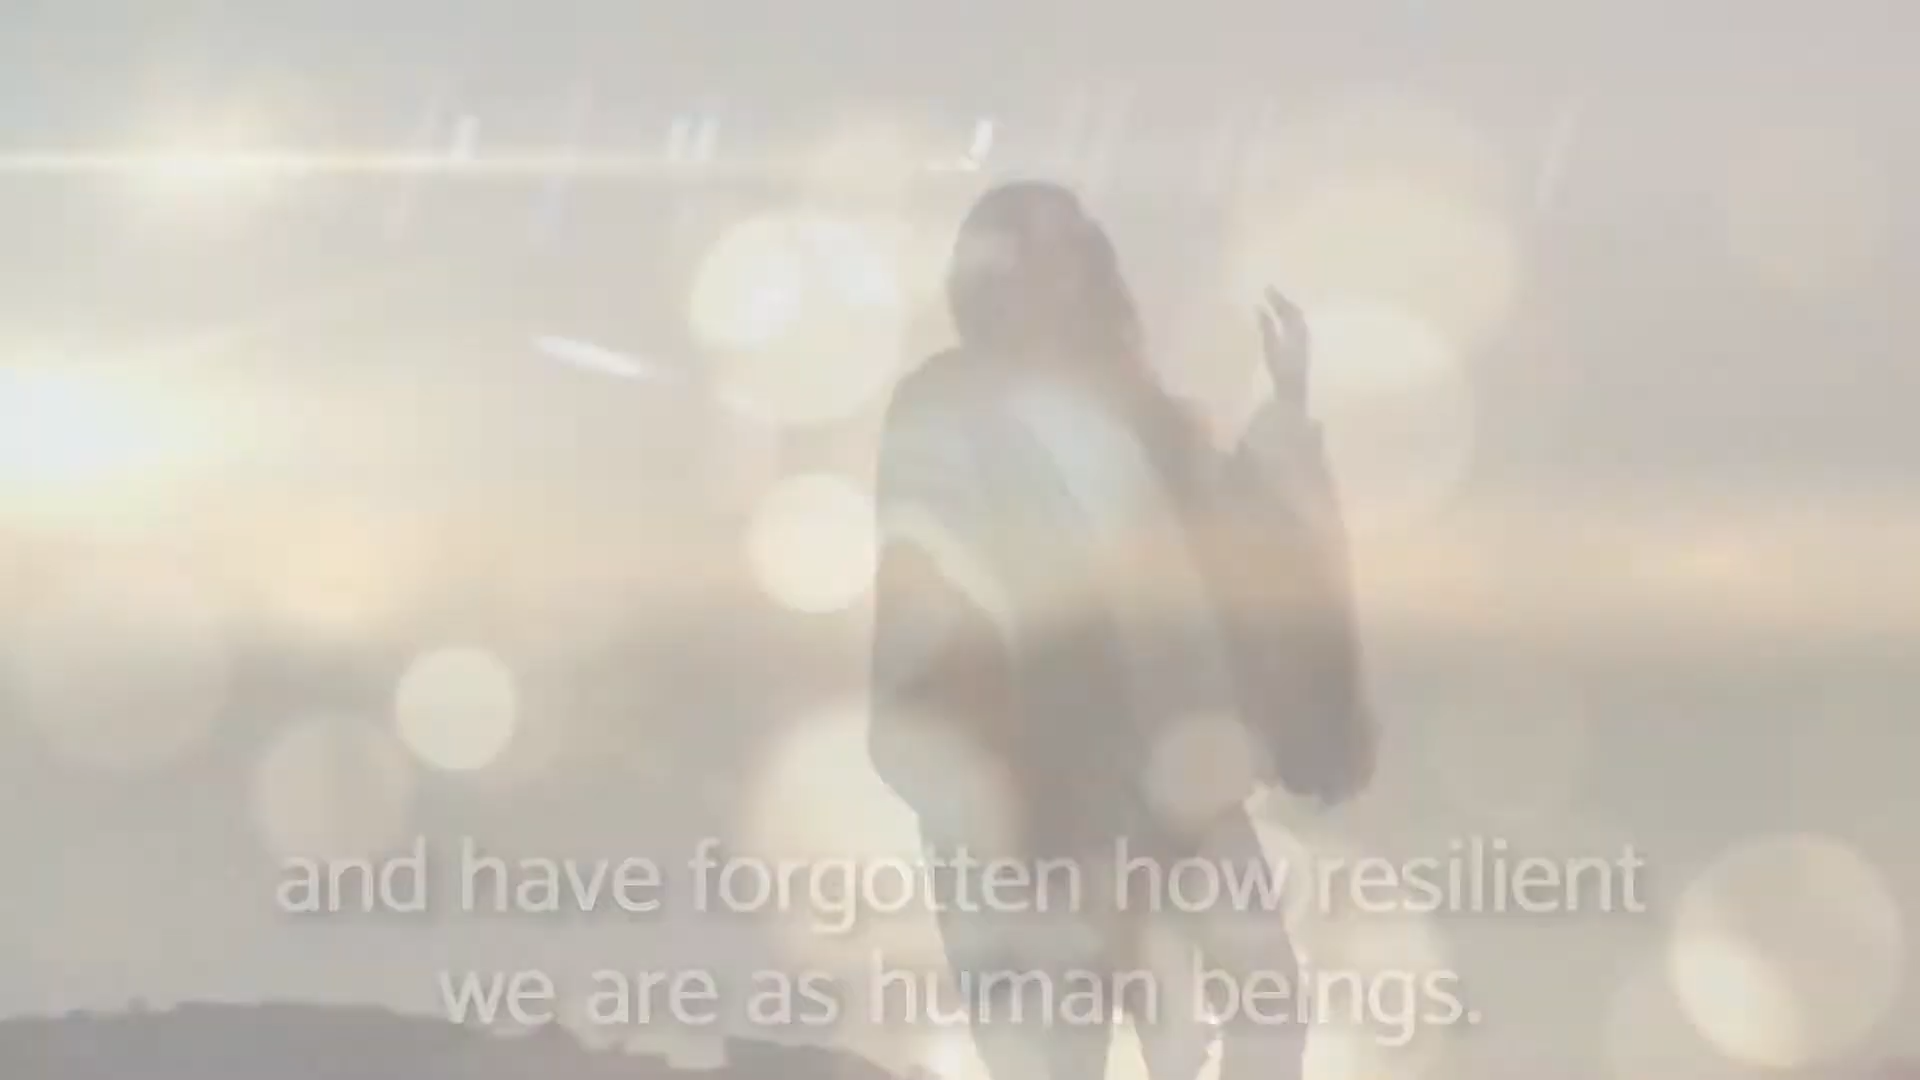 and have forgotten how resilient
we are as human beings.